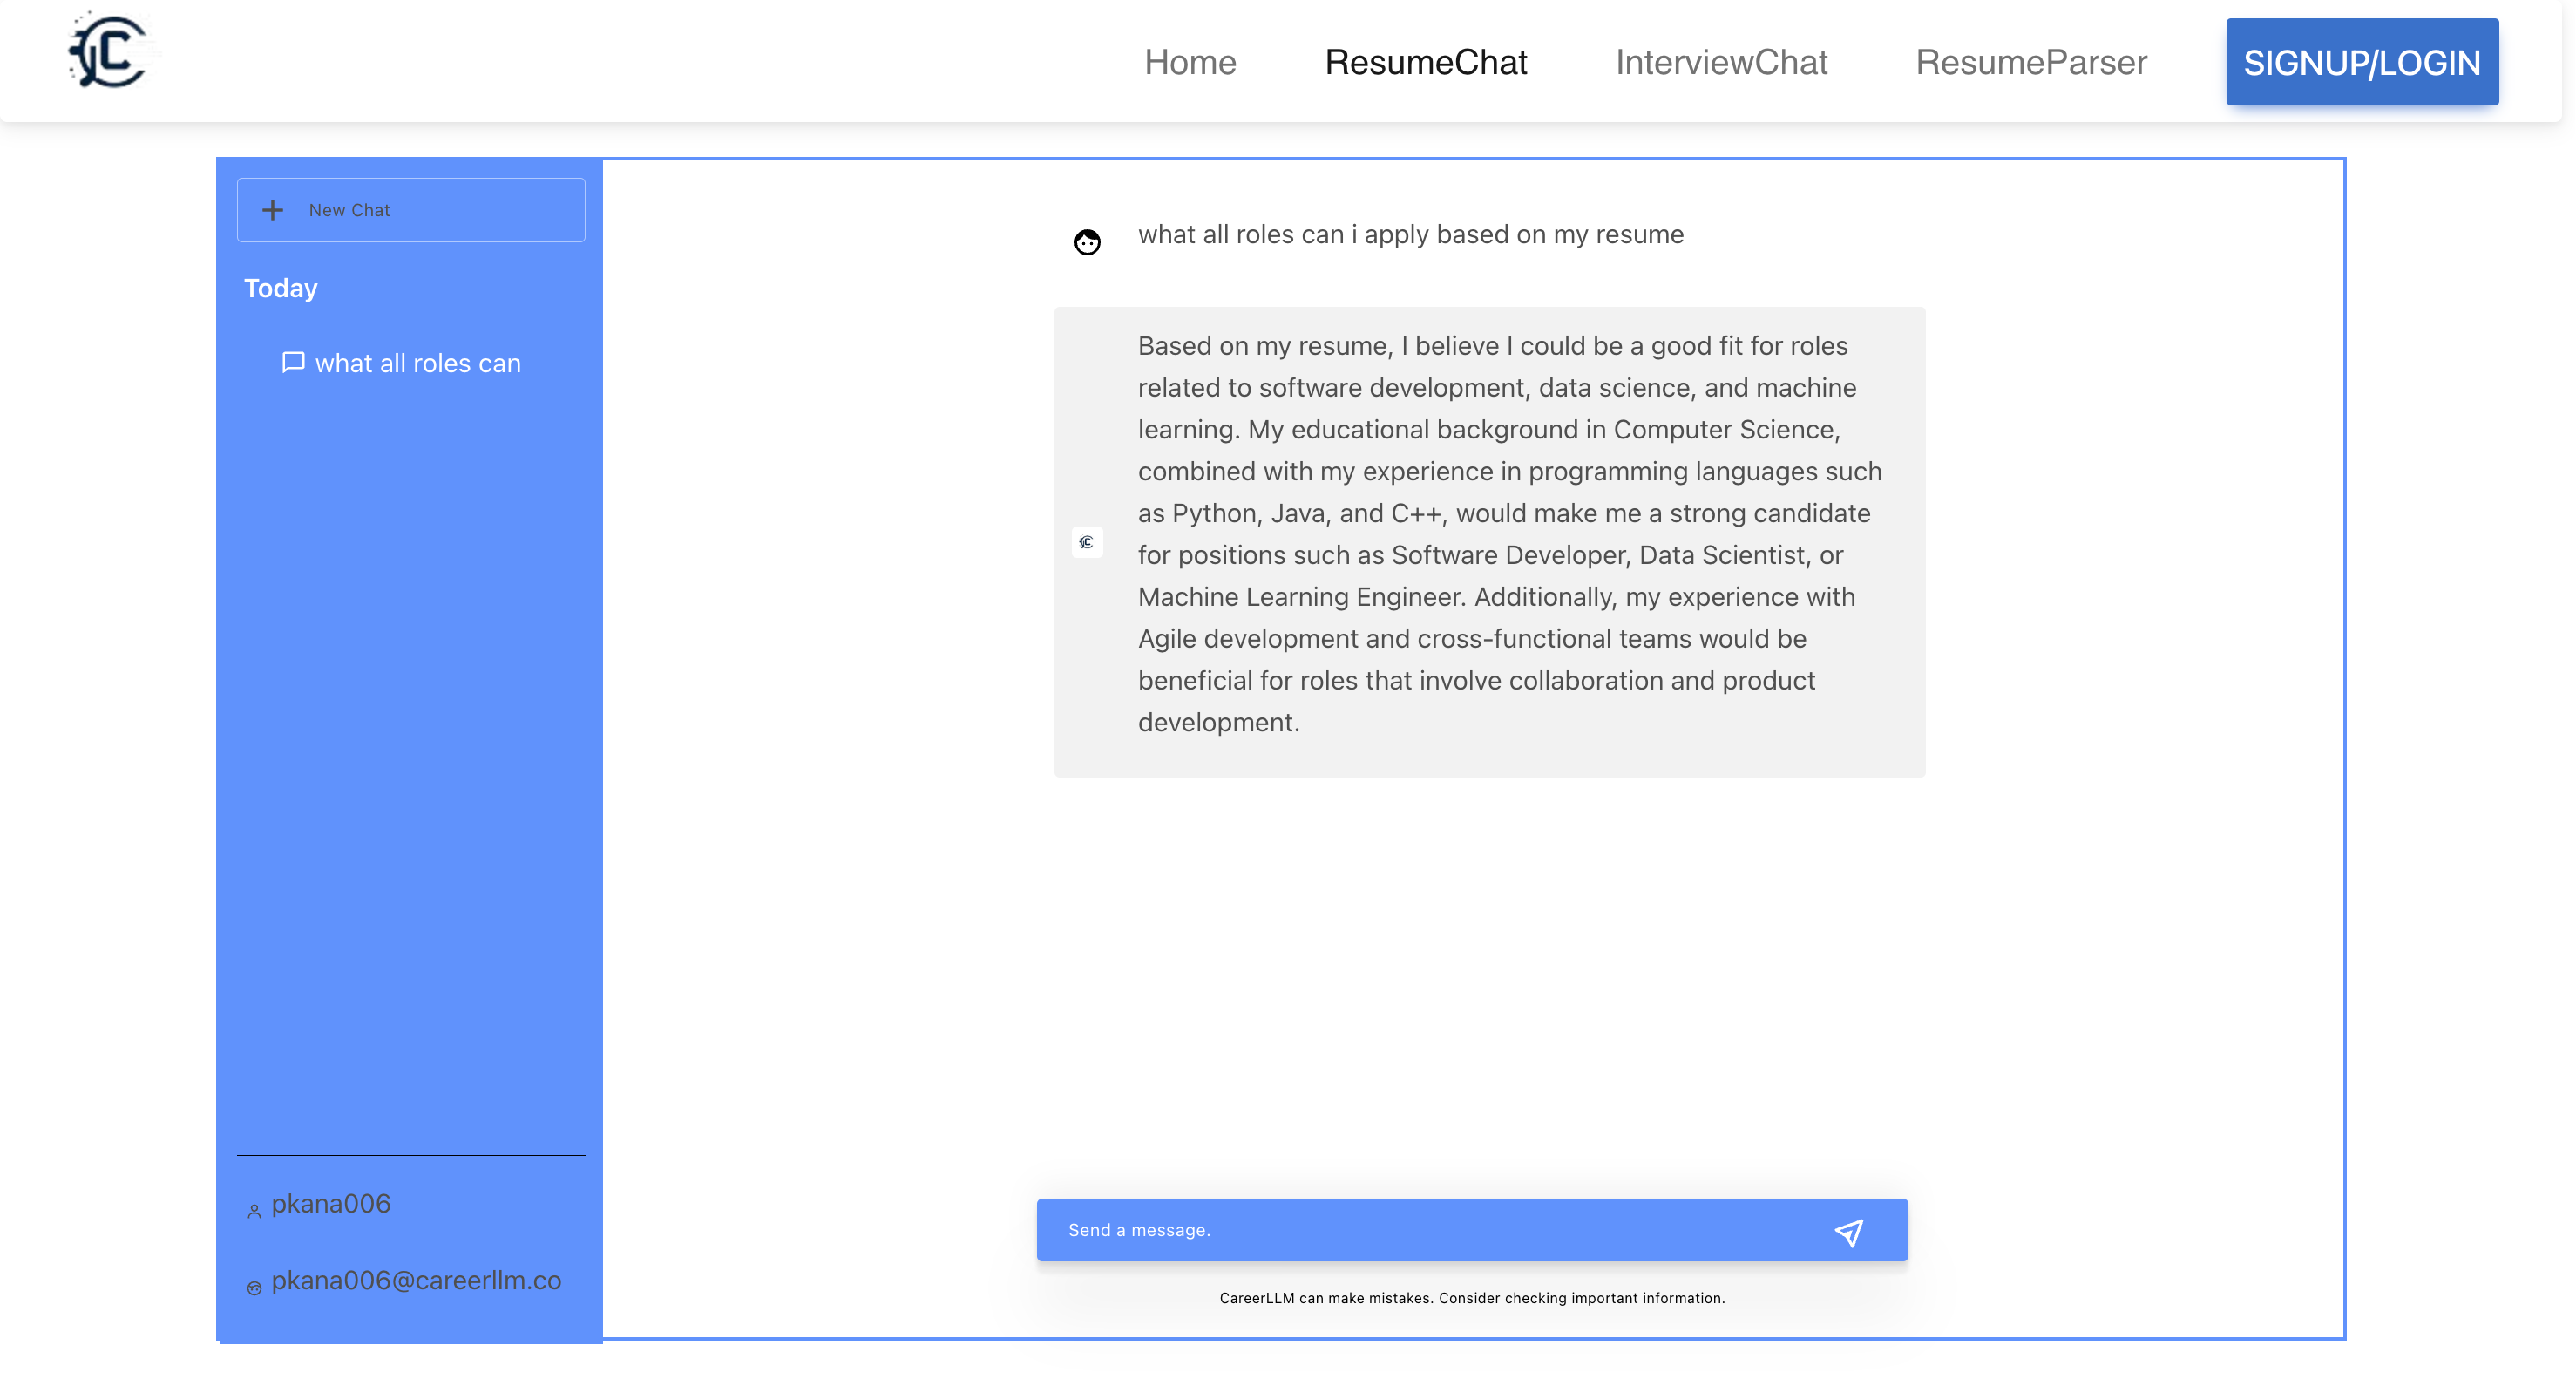 Home ResumeChat InterviewChat ResumeParser SIGNUP/LOGIN
New Chat
Today
what all roles can
pkana006
pkana006@careerllm.co
what all roles can i apply based on my resume
Based on my resume, I believe I could be a good fit for roles
related to software development, data science, and machine
learning. My educational background in Computer Science,
combined with my experience in programming languages such
as Python, Java, and C++, would make me a strong candidate
for positions such as Software Developer, Data Scientist, or
Machine Learning Engineer. Additionally, my experience with
Agile development and cross-functional teams would be
beneficial for roles that involve collaboration and product
development.
Send a message.
CareerLLM can make mistakes. Consider checking important information.